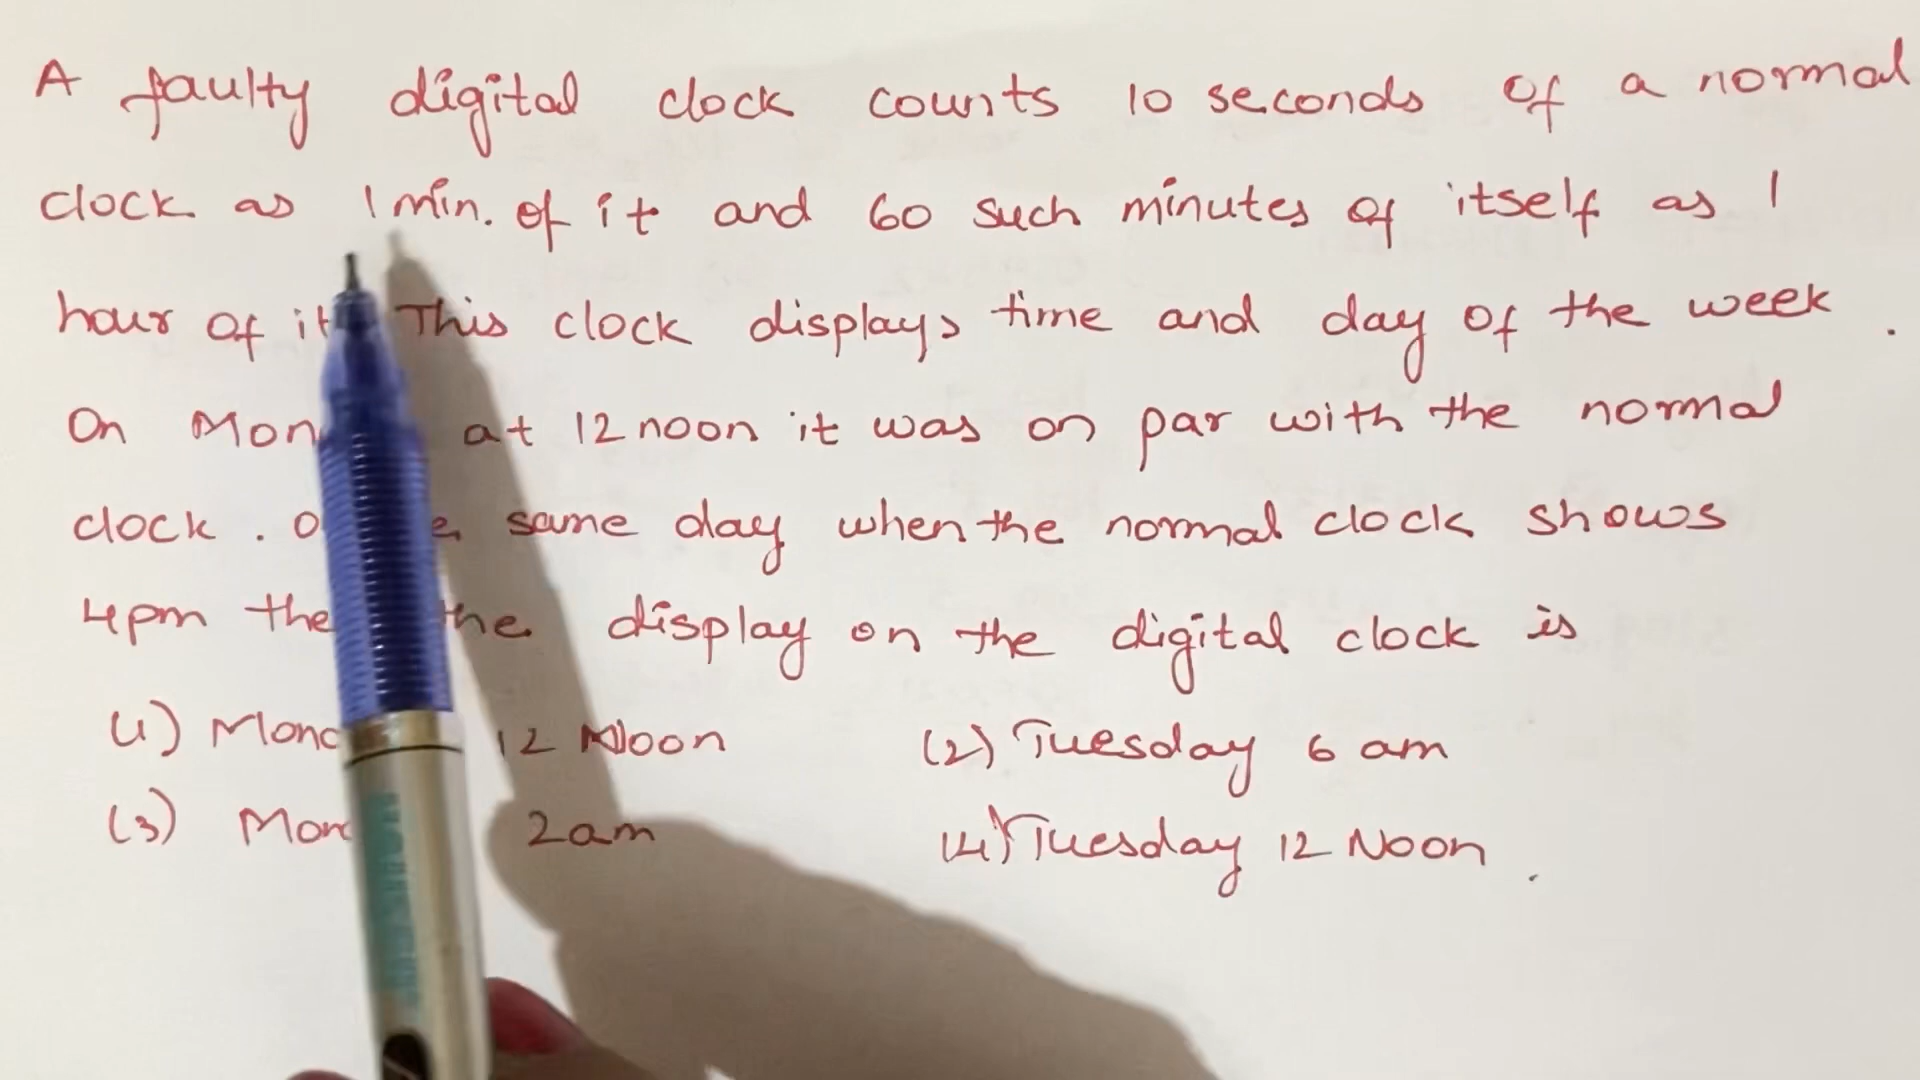 A faulty digital clock counts 10 seconds of a normal
clock as 1 min. of it and 60 such minutes of itself as 1
hour of it This clock displays time and day of the week .
On Mon at 12 noon it was on par with the normal
clock . same day when the normal clock shows
4pm the the display on the digital clock is
(1) Mon 12 Noon (2) Tuesday 6 am
(3) Mon 2am (4) Tuesday 12 Noon .